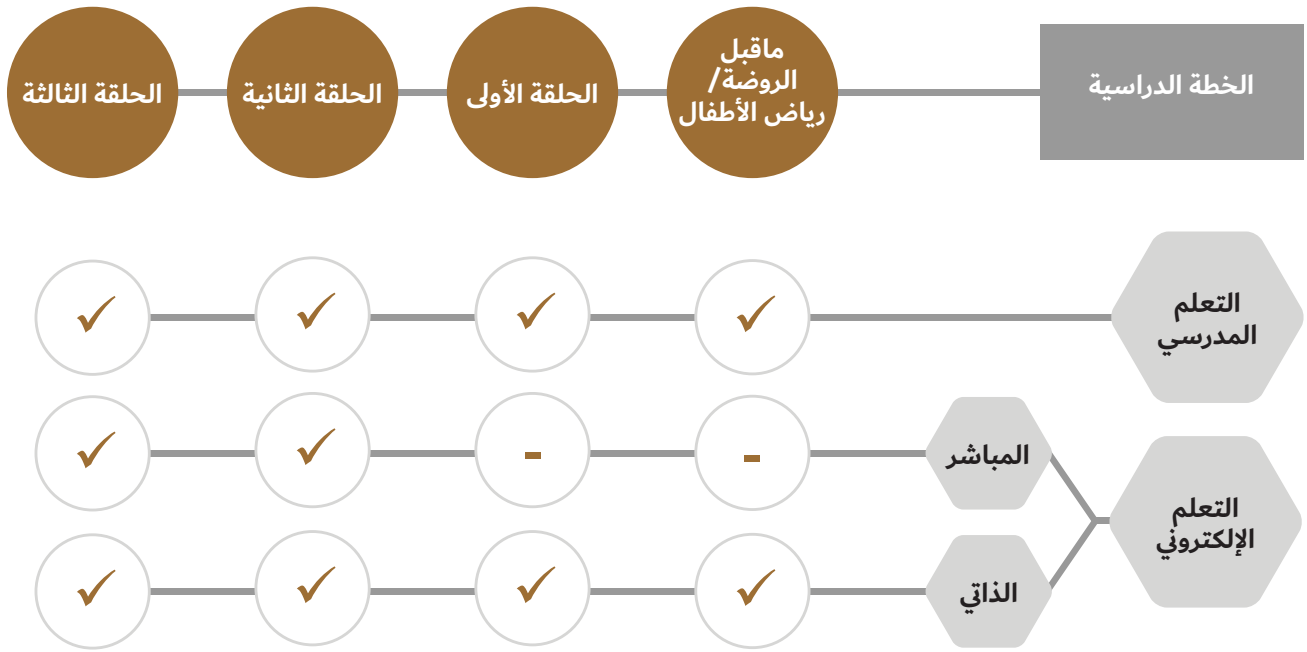 الخطة الدراسية
ماقبل
الروضة/
رياض الأطفال
الحلقة الأولى
الحلقة الثانية
الحلقة الثالثة
التعلم
المدرسي
✓ ✓ ✓ ✓
التعلم
الإلكتروني
المباشر
- - ✓ ✓
الذاتي
✓ ✓ ✓ ✓